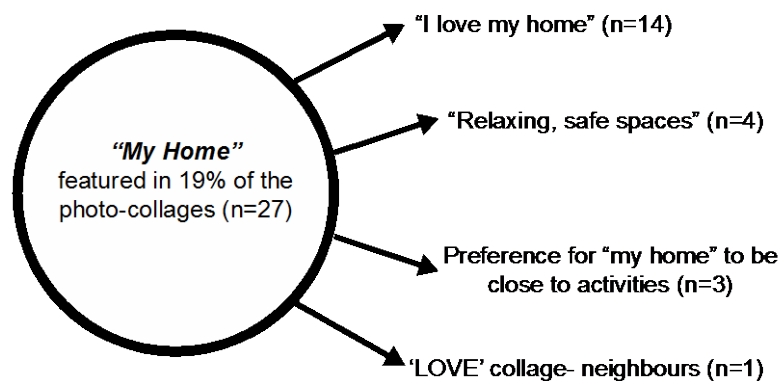 “My Home”
featured in 19% of the
photo-collages (n=27)
“I love my home” (n=14)
“Relaxing, safe spaces” (n=4)
Preference for “my home” to be
close to activities (n=3)
‘LOVE’ collage- neighbours (n=1)